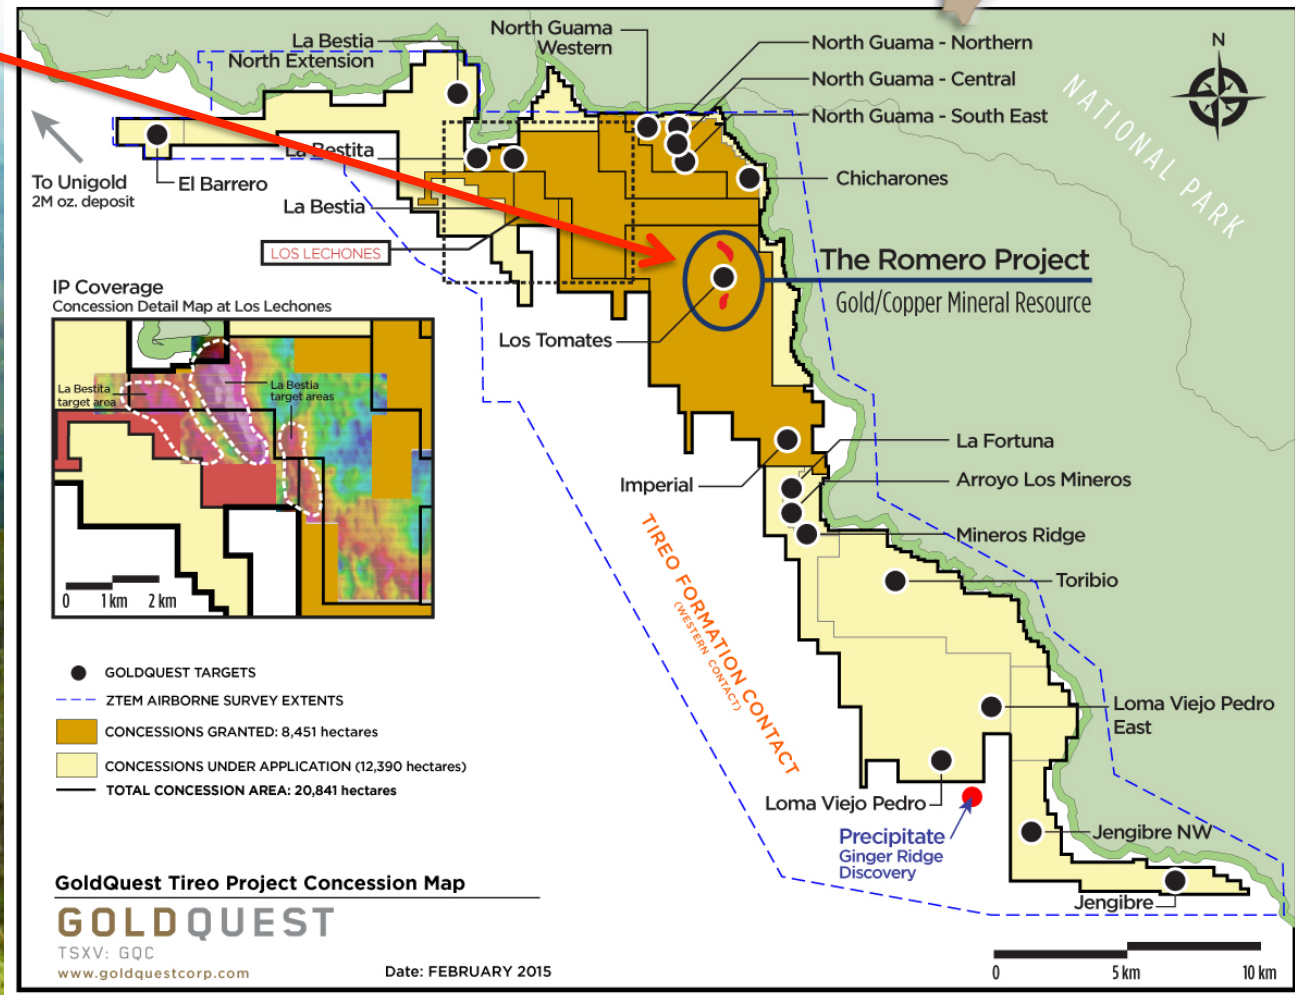 La Bestia
North Extension
North Guama
Western
North Guama - Northern
North Guama - Central
North Guama - South East
N
NATIONAL PARK
To Unigold
2M oz. deposit
El Barrero
La Bestita
La Bestia
LOS LECHONES
Chicharones
The Romero Project
Gold/Copper Mineral Resource
Los Tomates
IP Coverage
Concession Detail Map at Los Lechones
La Bestita
target area
La Bestia
target areas
0 1 km 2 km
Imperial
La Fortuna
Arroyo Los Mineros
Mineros Ridge
Toribio
TIREO FORMATION CONTACT
(WESTERN CONTACT)
Loma Viejo Pedro
East
Loma Viejo Pedro
Precipitate
Ginger Ridge
Discovery
Jengibre NW
Jengibre
GOLDQUEST TARGETS
ZTEM AIRBORNE SURVEY EXTENTS
CONCESSIONS GRANTED: 8,451 hectares
CONCESSIONS UNDER APPLICATION (12,390 hectares)
TOTAL CONCESSION AREA: 20,841 hectares
GoldQuest Tireo Project Concession Map
GOLDQUEST
TSXV: GQC
www.goldquestcorp.com
Date: FEBRUARY 2015
0 5 km 10 km